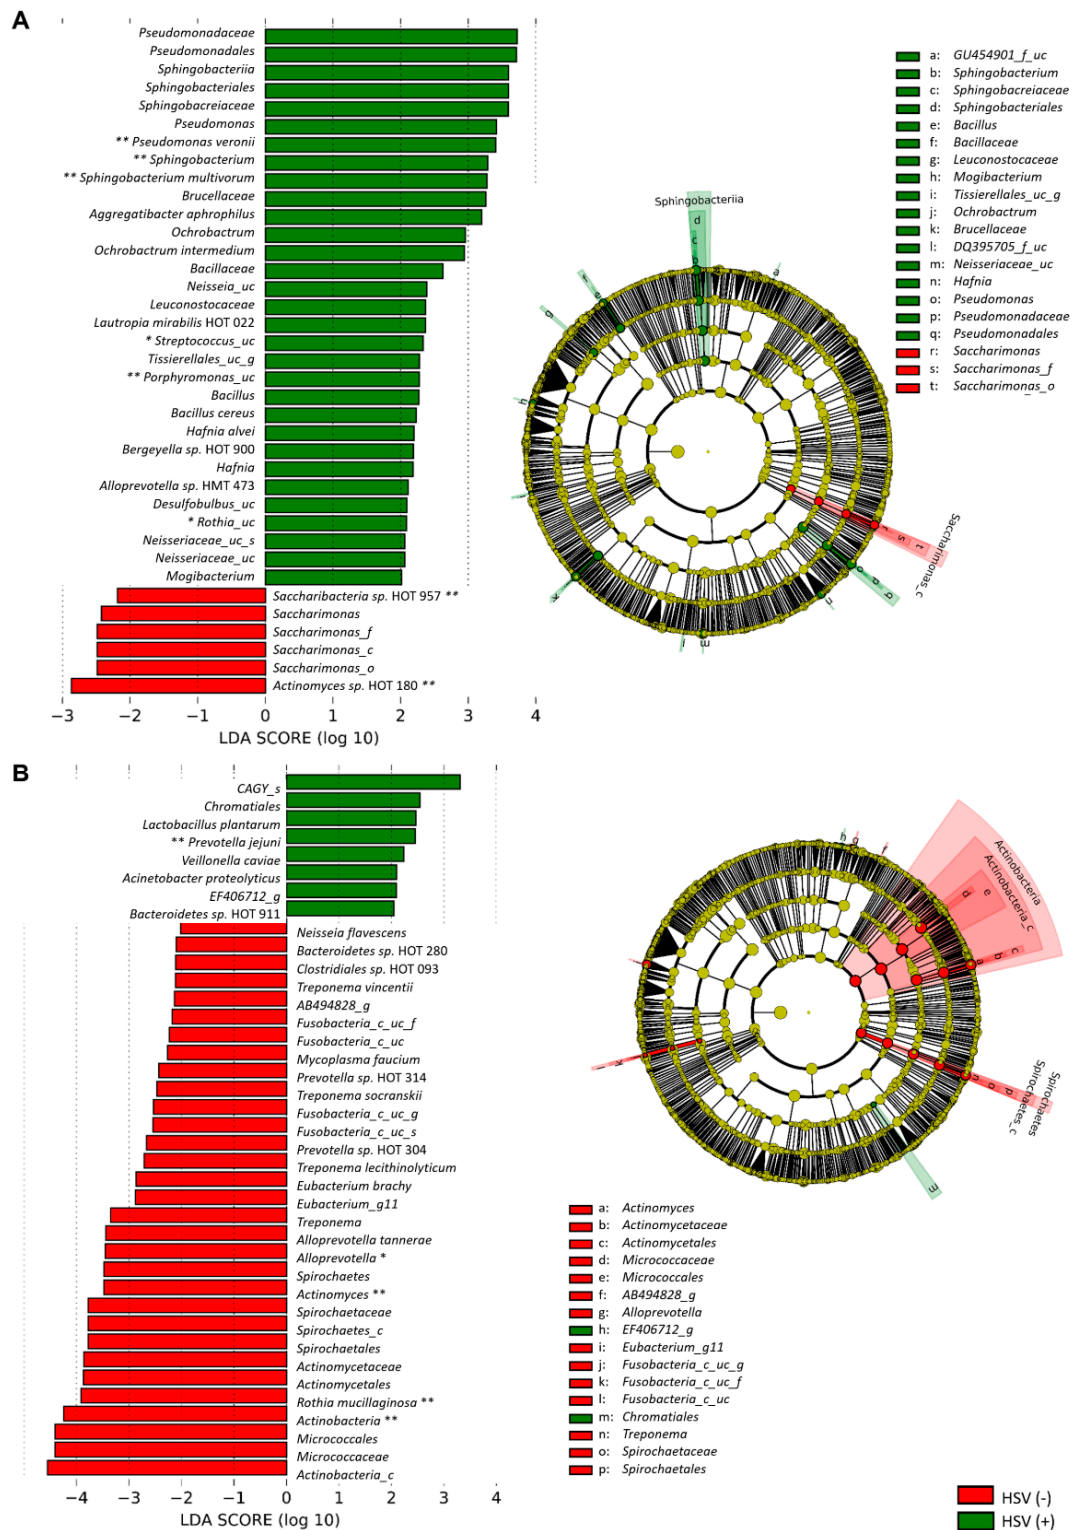 A
Pseudomonadaceae
Pseudomonadales
Sphingobacteriia
Sphingobacteriales
Sphingobacreiaceae
Pseudomonas
** Pseudomonas veronii
** Sphingobacterium
** Sphingobacterium multivorum
Brucellaceae
Aggregatibacter aphrophilus
Ochrobactrum
Ochrobactrum intermedium
Bacillaceae
Neisseia_uc
Leuconostocaceae
Lautropia mirabilis HOT 022
* Streptococcus_uc
Tissierellales_uc_g
** Porphyromonas_uc
Bacillus
Bacillus cereus
Hafnia alvei
Bergeyella sp. HOT 900
Hafnia
Alloprevotella sp. HMT 473
Desulfobulbus_uc
* Rothia_uc
Neisseriaceae_uc_s
Neisseriaceae_uc
Mogibacterium
Saccharibacteria sp. HOT 957 **
Saccharimonas
Saccharimonas_f
Saccharimonas_c
Saccharimonas_o
Actinomyces sp. HOT 180 **
−3 −2 −1 0 1 2 3 4
LDA SCORE (log 10)
Sphingobacteriia
d
c
b
a
f
e
g
h
i
k
l
m
n
o
p
q
r
s
t
Saccharimonas_c
a: GU454901_f_uc
b: Sphingobacterium
c: Sphingobacreiaceae
d: Sphingobacteriales
e: Bacillus
f: Bacillaceae
g: Leuconostocaceae
h: Mogibacterium
i: Tissierellales_uc_g
j: Ochrobactrum
k: Brucellaceae
l: DQ395705_f_uc
m: Neisseriaceae_uc
n: Hafnia
o: Pseudomonas
p: Pseudomonadaceae
q: Pseudomonadales
r: Saccharimonas
s: Saccharimonas_f
t: Saccharimonas_o
B
CAGY_s
Chromatiales
Lactobacillus plantarum
** Prevotella jejuni
Veillonella caviae
Acinetobacter proteolyticus
EF406712_g
Bacteroidetes sp. HOT 911
Neisseia flavescens
Bacteroidetes sp. HOT 280
Clostridiales sp. HOT 093
Treponema vincentii
AB494828_g
Fusobacteria_c_uc_f
Fusobacteria_c_uc
Mycoplasma faucium
Prevotella sp. HOT 314
Treponema socranskii
Fusobacteria_c_uc_g
Fusobacteria_c_uc_s
Prevotella sp. HOT 304
Treponema lecithinolyticum
Eubacterium brachy
Eubacterium_g11
Treponema
Alloprevotella tannerae
Alloprevotella *
Spirochaetes
Actinomyces **
Spirochaetaceae
Spirochaetes_c
Spirochaetales
Actinomycetaceae
Actinomycetales
Rothia mucillaginosa **
Actinobacteria **
Micrococcales
Micrococcaceae
Actinobacteria_c
−4 −3 −2 −1 0 1 2 3 4
LDA SCORE (log 10)
h
g
f
Actinobacteria
Actinobacteria_c
d
e
c
b
a
l
k
n
o
p
Spirochaetes_c
Spirochaetes
m
a: Actinomyces
b: Actinomycetaceae
c: Actinomycetales
d: Micrococcaceae
e: Micrococcales
f: AB494828_g
g: Alloprevotella
h: EF406712_g
i: Eubacterium_g11
j: Fusobacteria_c_uc_g
k: Fusobacteria_c_uc_f
l: Fusobacteria_c_uc
m: Chromatiales
n: Treponema
o: Spirochaetaceae
p: Spirochaetales
HSV (-)
HSV (+)